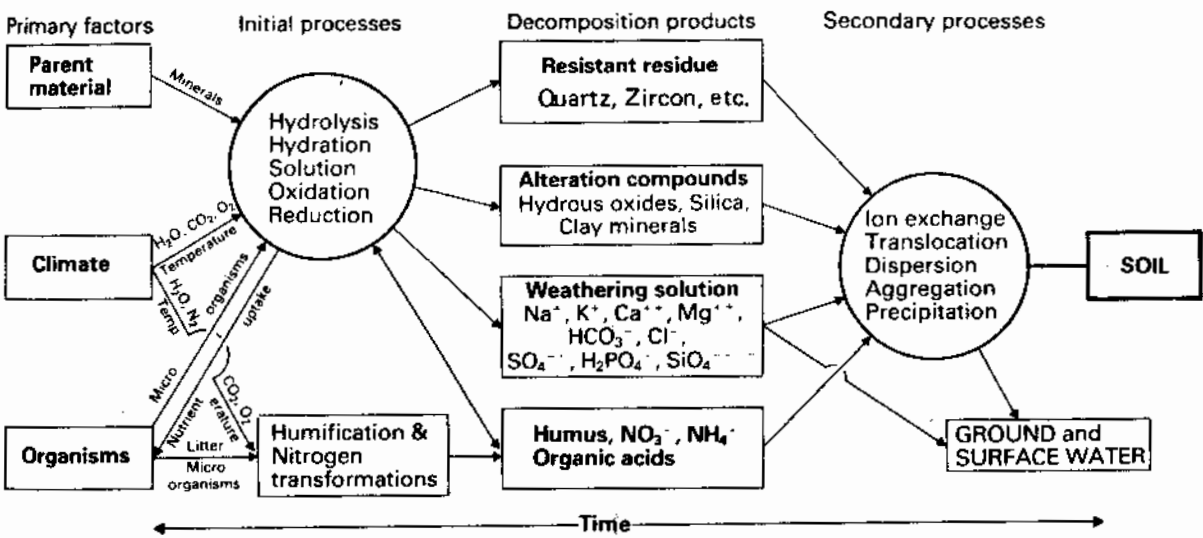 Primary factors
Initial processes
Decomposition products
Secondary processes
Parent
material
Minerals
Hydrolysis
Hydration
Solution
Oxidation
Reduction
Resistant residue
Quartz, Zircon, etc.
Alteration compounds
Hydrous oxides, Silica,
Clay minerals
Ion exchange
Translocation
Dispersion
Aggregation
Precipitation
SOIL
Climate
H₂O, CO₂, O₂
Temperature
H₂O, N₂
Temp
CO₂, O₂
erature
Micro organisms
Nutrient uptake
Weathering solution
Na⁺, K⁺, Ca⁺⁺, Mg⁺⁺,
HCO₃⁻, Cl⁻,
SO₄⁻⁻, H₂PO₄⁻, SiO₄⁻⁻⁻⁻
Organisms
Litter
Micro
organisms
Humification &
Nitrogen
transformations
Humus, NO₃⁻, NH₄⁺
Organic acids
GROUND and
SURFACE WATER
Time